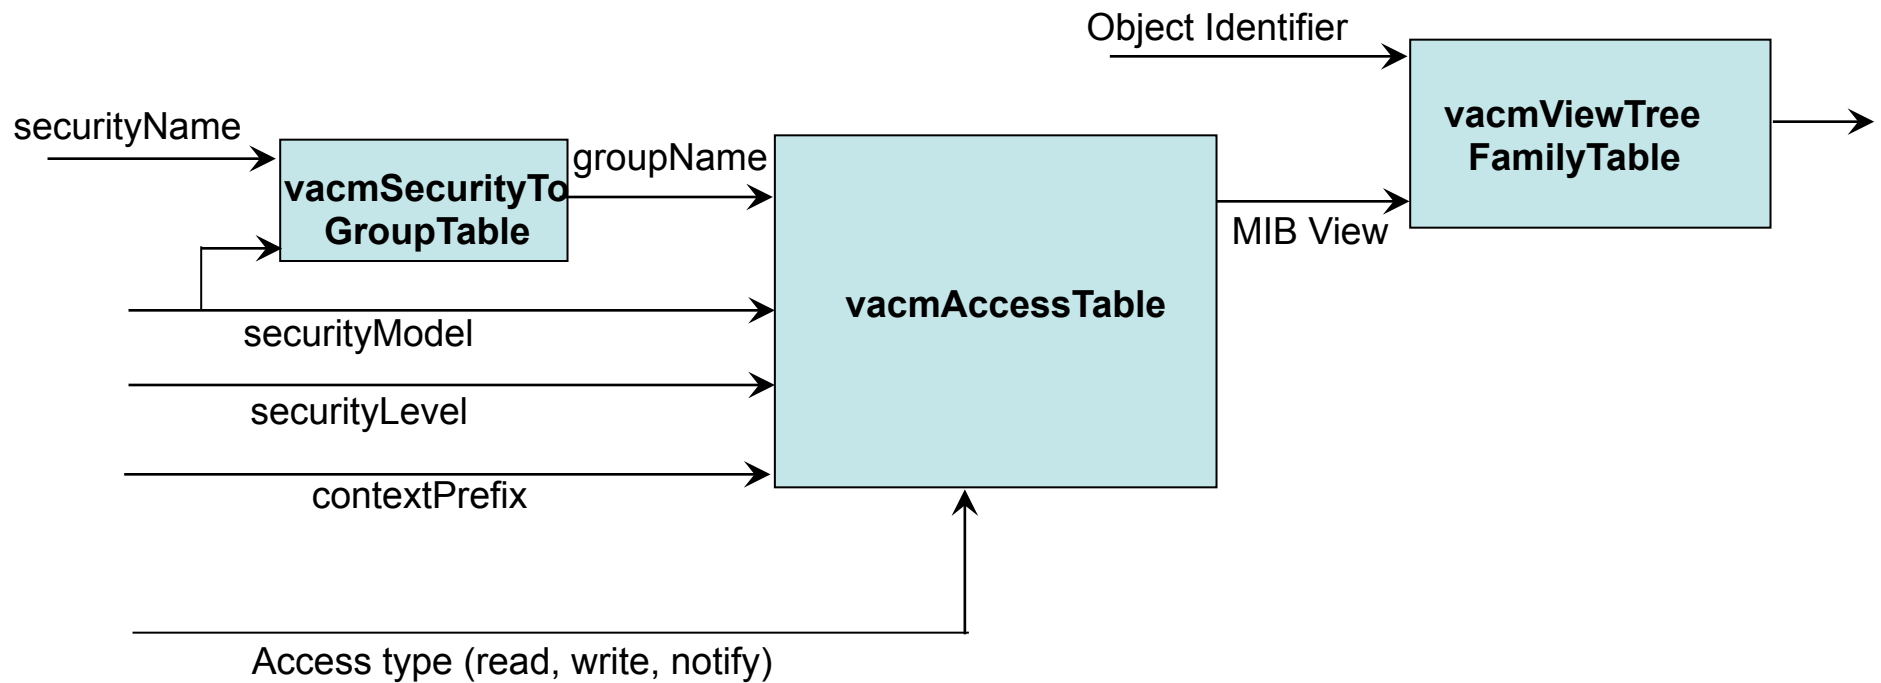 Object Identifier
vacmViewTree
FamilyTable
securityName
groupName
vacmSecurityTo
GroupTable
MIB View
vacmAccessTable
securityModel
securityLevel
contextPrefix
Access type (read, write, notify)